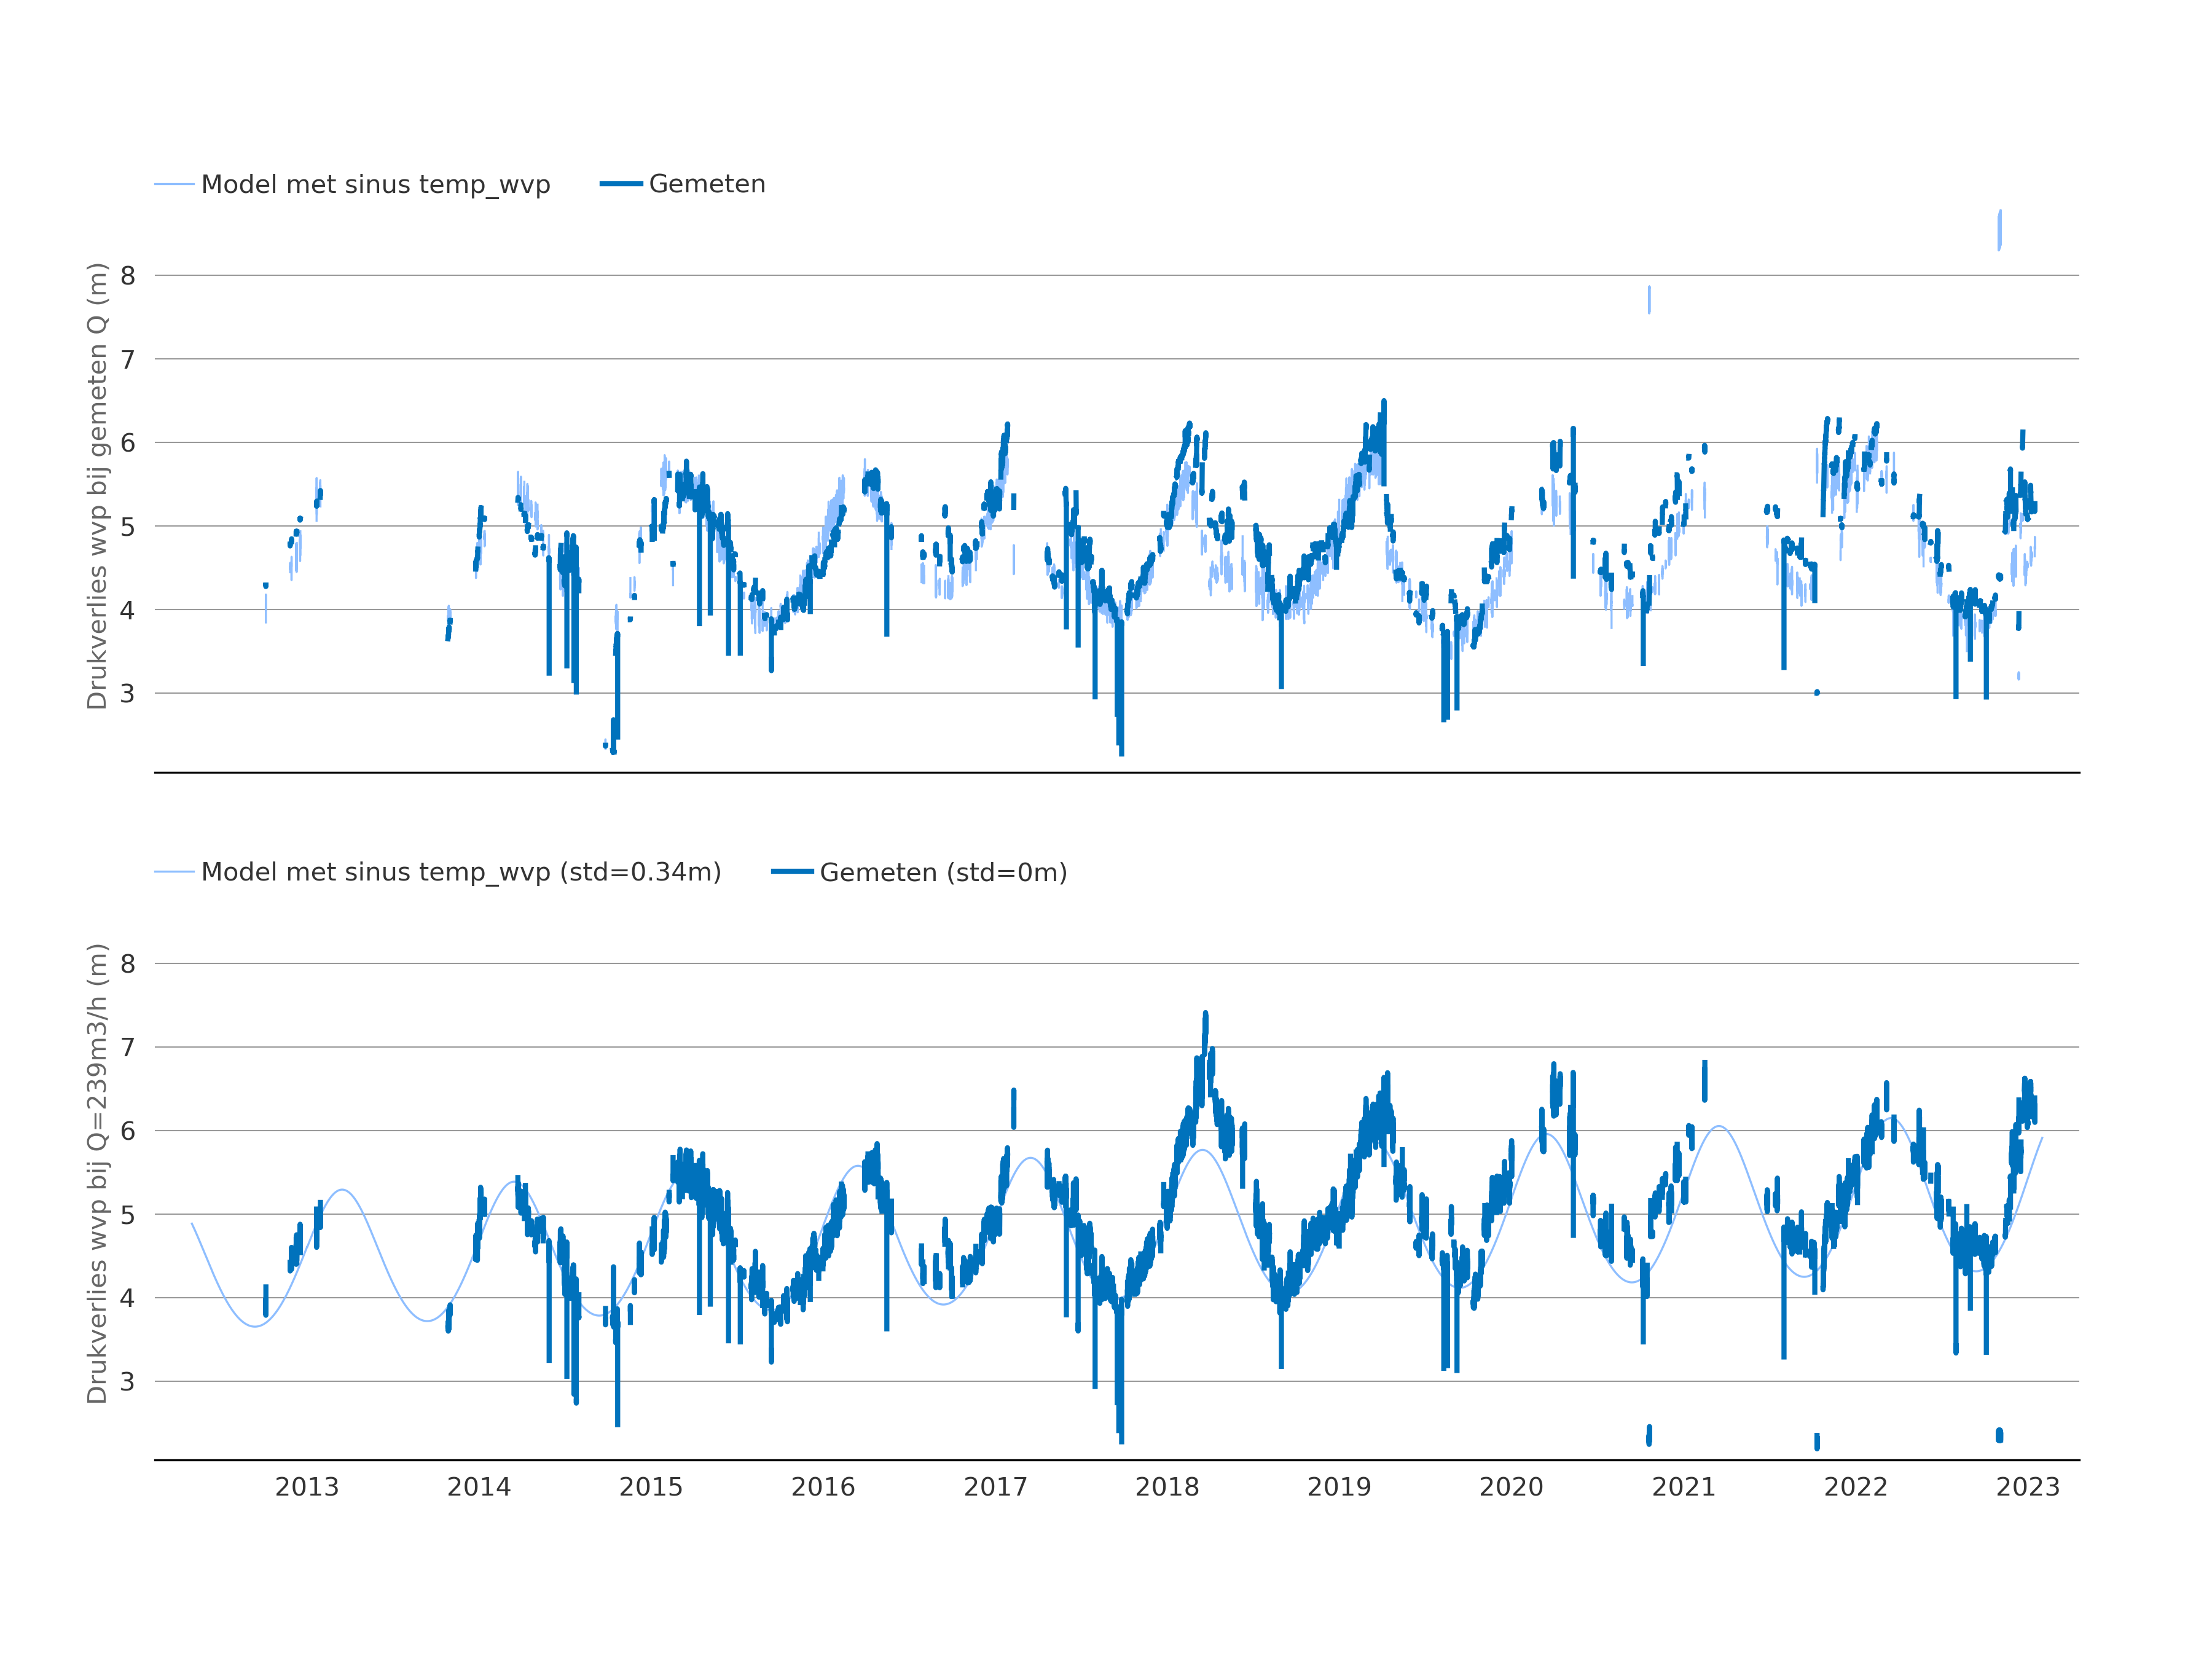 Model met sinus temp_wvp Gemeten
Drukverlies wvp bij gemeten Q (m)
8
7
6
5
4
3
Model met sinus temp_wvp (std=0.34m) Gemeten (std=0m)
Drukverlies wvp bij Q=239m3/h (m)
8
7
6
5
4
3
2013 2014 2015 2016 2017 2018 2019 2020 2021 2022 2023